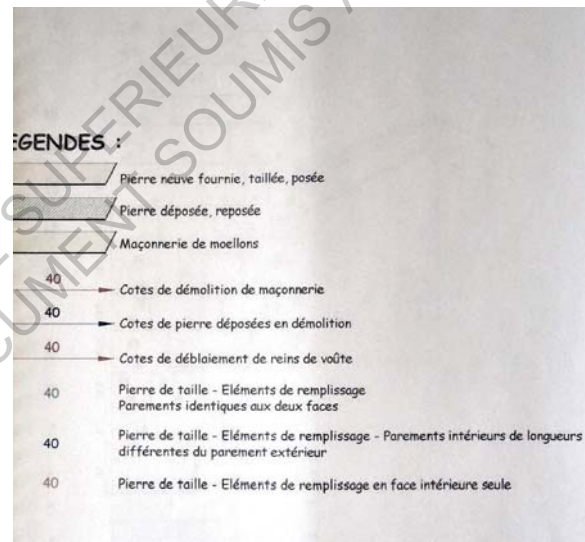 EGENDES :
Pierre neuve fournie, taillée, posée
Pierre déposée, reposée
Maçonnerie de moellons
40
Cotes de démolition de maçonnerie
40
Cotes de pierre déposées en démolition
40
Cotes de déblaiement de reins de voûte
40 Pierre de taille - Eléments de remplissage
Parements identiques aux deux faces
40 Pierre de taille - Eléments de remplissage - Parements intérieurs de longueurs
différentes du parement extérieur
40 Pierre de taille - Eléments de remplissage en face intérieure seule
SUPERIEUR
SOUMIS